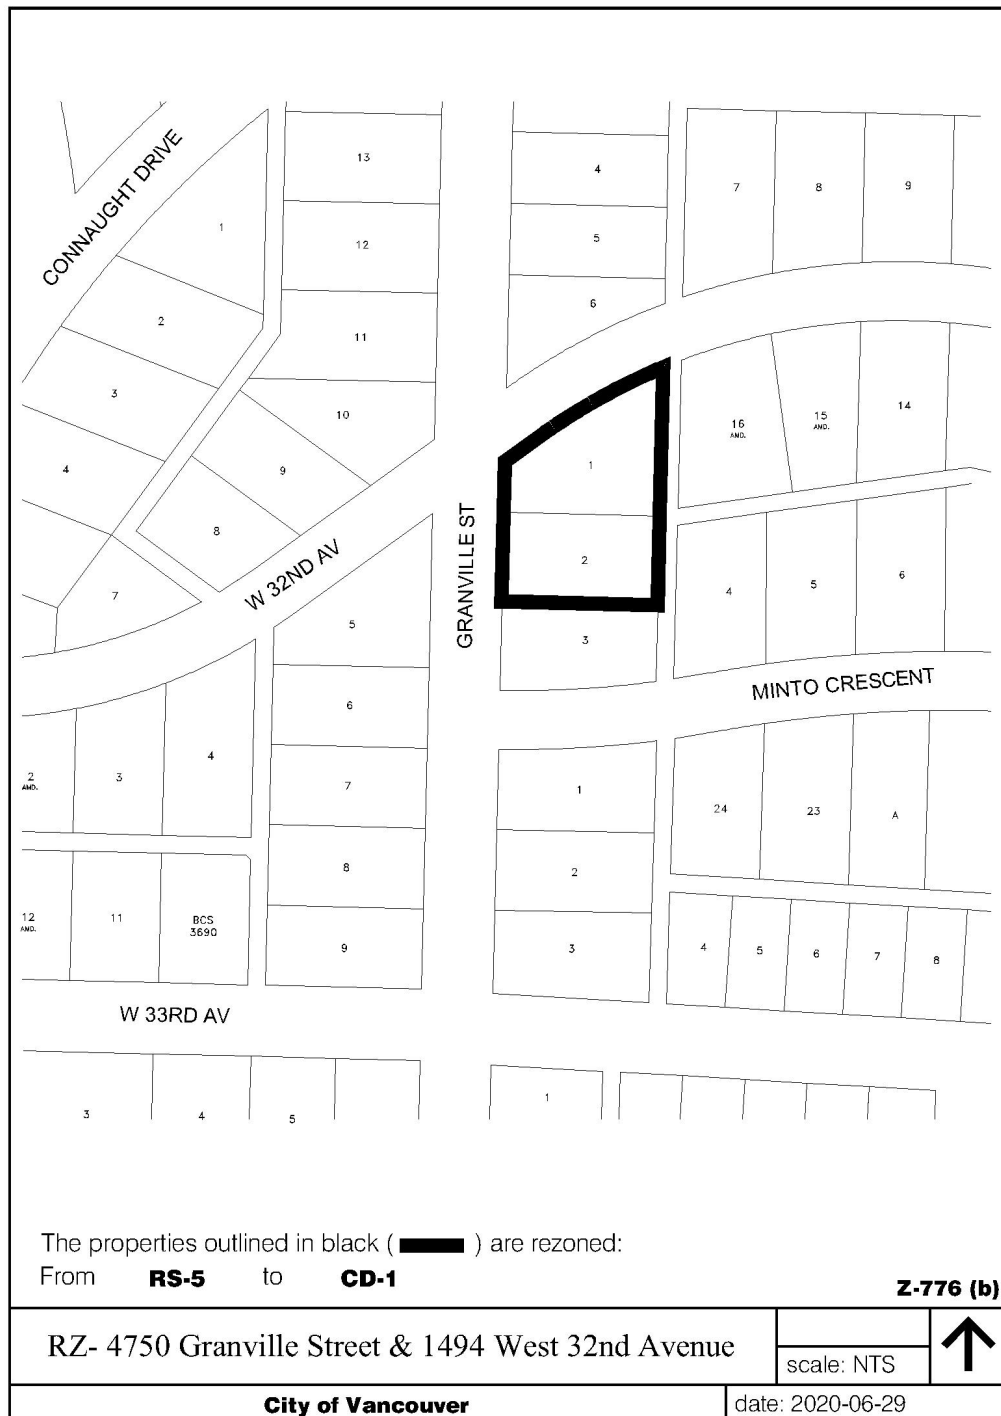 CONNAUGHT DRIVE
13
12
11
10
9
8
1
2
3
4
7
4
5
6
7
8
9
W 32ND AV
GRANVILLE ST
1
2
3
16
AMD.
15
AMD.
14
4
5
6
MINTO CRESCENT
5
6
7
8
9
2
AMD.
3
4
12
AMD.
11
BCS
3690
1
2
3
24
23
A
4
5
6
7
8
W 33RD AV
3
4
5
1
The properties outlined in black ( ) are rezoned:
From RS-5 to CD-1
Z-776 (b)
RZ- 4750 Granville Street & 1494 West 32nd Avenue
scale: NTS
City of Vancouver
date: 2020-06-29